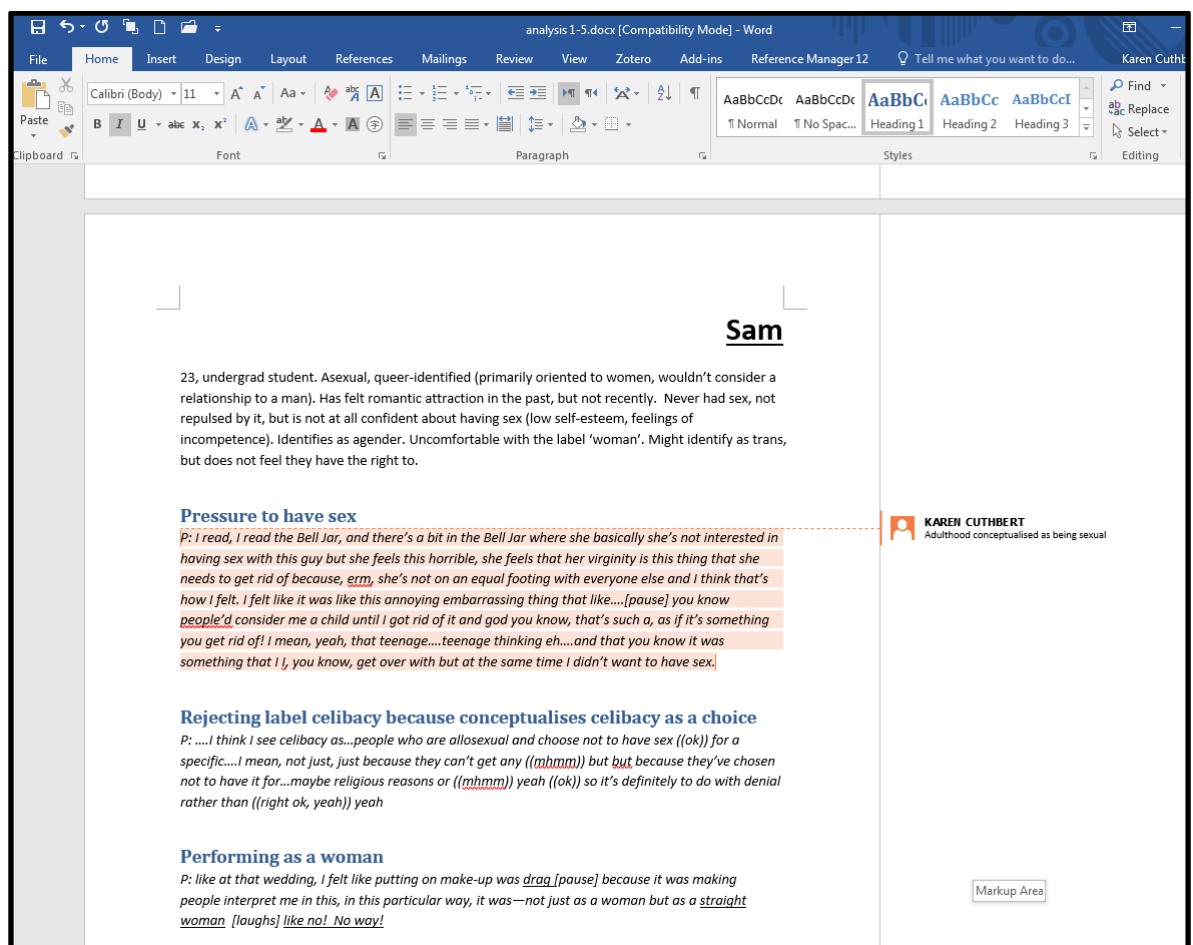 analysis 1-5.docx [Compatibility Mode] - Word
File Home Insert Design Layout References Mailings Review View Zotero Add-ins Reference Manager 12 Tell me what you want to do... Karen Cuthb
Paste
Calibri (Body) 11 A A Aa abc A
B I U abc X₂ X² A aby A A 字
AaBbCcDc AaBbCcDc AaBbC AaBbCc AaBbCcI
¶ Normal ¶ No Spac... Heading 1 Heading 2 Heading 3
Find
Replace
Select
Clipboard Font Paragraph Styles Editing
Sam
23, undergrad student. Asexual, queer-identified (primarily oriented to women, wouldn’t consider a
relationship to a man). Has felt romantic attraction in the past, but not recently. Never had sex, not
repulsed by it, but is not at all confident about having sex (low self-esteem, feelings of
incompetence). Identifies as agender. Uncomfortable with the label ‘woman’. Might identify as trans,
but does not feel they have the right to.
Pressure to have sex
P: I read, I read the Bell Jar, and there’s a bit in the Bell Jar where she basically she’s not interested in
having sex with this guy but she feels this horrible, she feels that her virginity is this thing that she
needs to get rid of because, erm, she’s not on an equal footing with everyone else and I think that’s
how I felt. I felt like it was like this annoying embarrassing thing that like....[pause] you know
people’d consider me a child until I got rid of it and god you know, that’s such a, as if it’s something
you get rid of! I mean, yeah, that teenage....teenage thinking eh....and that you know it was
something that I I, you know, get over with but at the same time I didn’t want to have sex.
KAREN CUTHBERT
Adulthood conceptualised as being sexual
Rejecting label celibacy because conceptualises celibacy as a choice
P: ....I think I see celibacy as...people who are allosexual and choose not to have sex ((ok)) for a
specific....I mean, not just, just because they can’t get any ((mhmm)) but but because they’ve chosen
not to have it for...maybe religious reasons or ((mhmm)) yeah ((ok)) so it’s definitely to do with denial
rather than ((right ok, yeah)) yeah
Performing as a woman
P: like at that wedding, I felt like putting on make-up was drag [pause] because it was making
people interpret me in this, in this particular way, it was—not just as a woman but as a straight
woman [laughs] like no! No way!
Markup Area